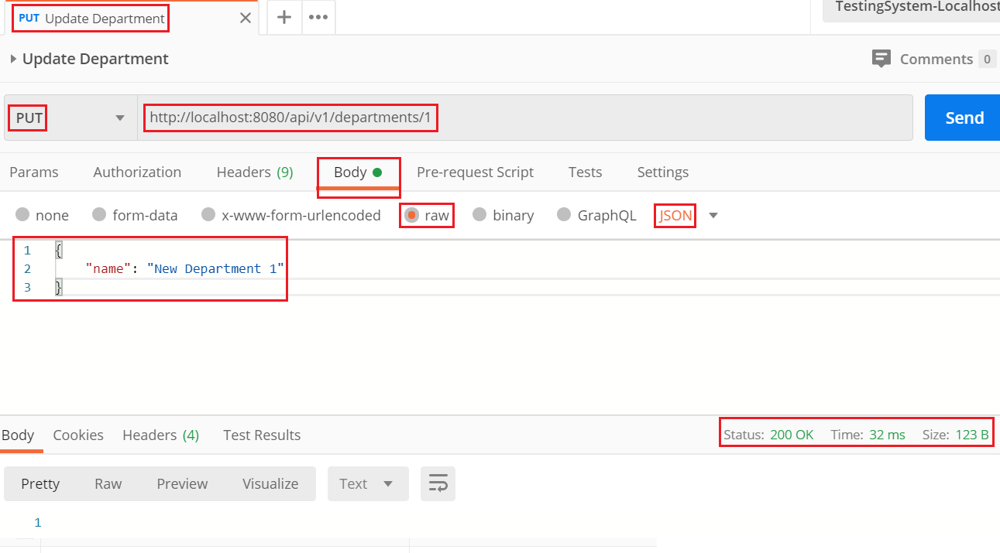 PUT Update Department
TestingSystem-Localhost
Update Department
Comments 0
PUT http://localhost:8080/api/v1/departments/1 Send
Params Authorization Headers (9) Body Pre-request Script Tests Settings
none form-data x-www-form-urlencoded raw binary GraphQL JSON
1 {
2 "name": "New Department 1"
3 }
Body Cookies Headers (4) Test Results Status: 200 OK Time: 32 ms Size: 123 B
Pretty Raw Preview Visualize Text
1